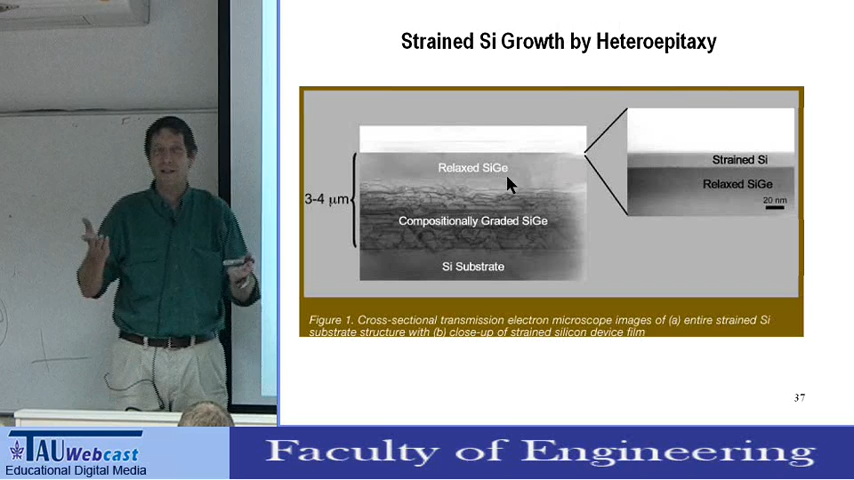 Strained Si Growth by Heteroepitaxy
Relaxed SiGe
3-4 μm
Compositionally Graded SiGe
Si Substrate
Strained Si
Relaxed SiGe
20 nm
Figure 1. Cross-sectional transmission electron microscope images of (a) entire strained Si
substrate structure with (b) close-up of strained silicon device film
37
TAU Webcast
Educational Digital Media
Faculty of Engineering